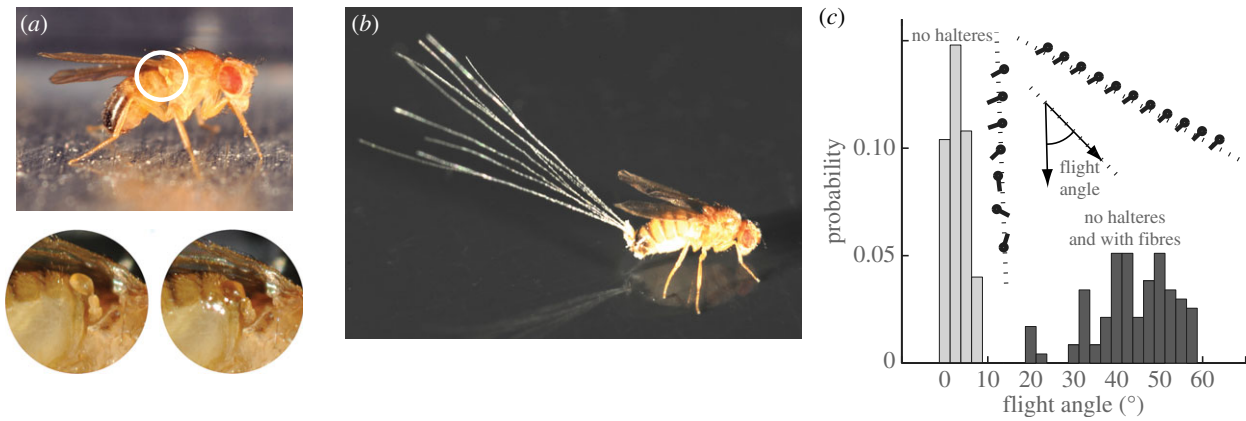 (a)
(b)
(c)
no halteres
0.10
0.05
0
probability
flight
angle
no halteres
and with fibres
0 10 20 30 40 50 60
flight angle (°)